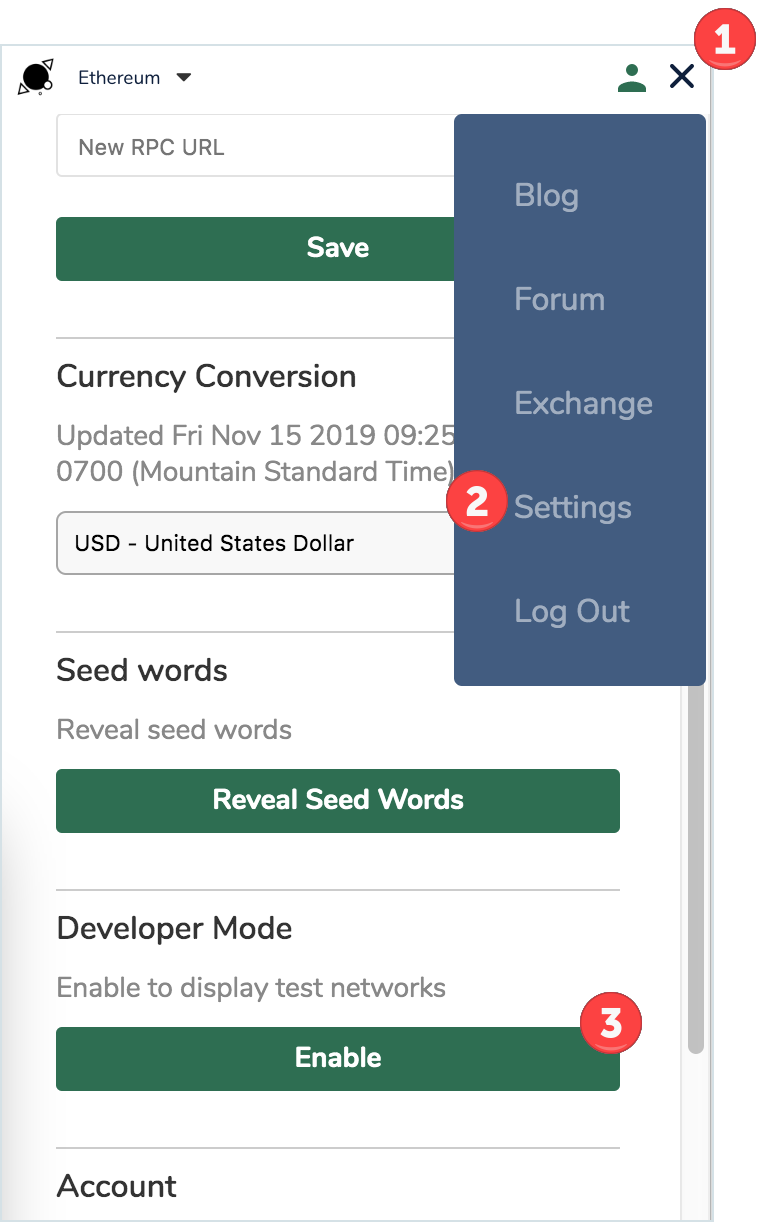 1
Ethereum
New RPC URL
Save
Currency Conversion
Updated Fri Nov 15 2019 09:25
0700 (Mountain Standard Time)
USD - United States Dollar
Seed words
Reveal seed words
Reveal Seed Words
Developer Mode
Enable to display test networks
3
Enable
Account
Blog
Forum
Exchange
2
Settings
Log Out